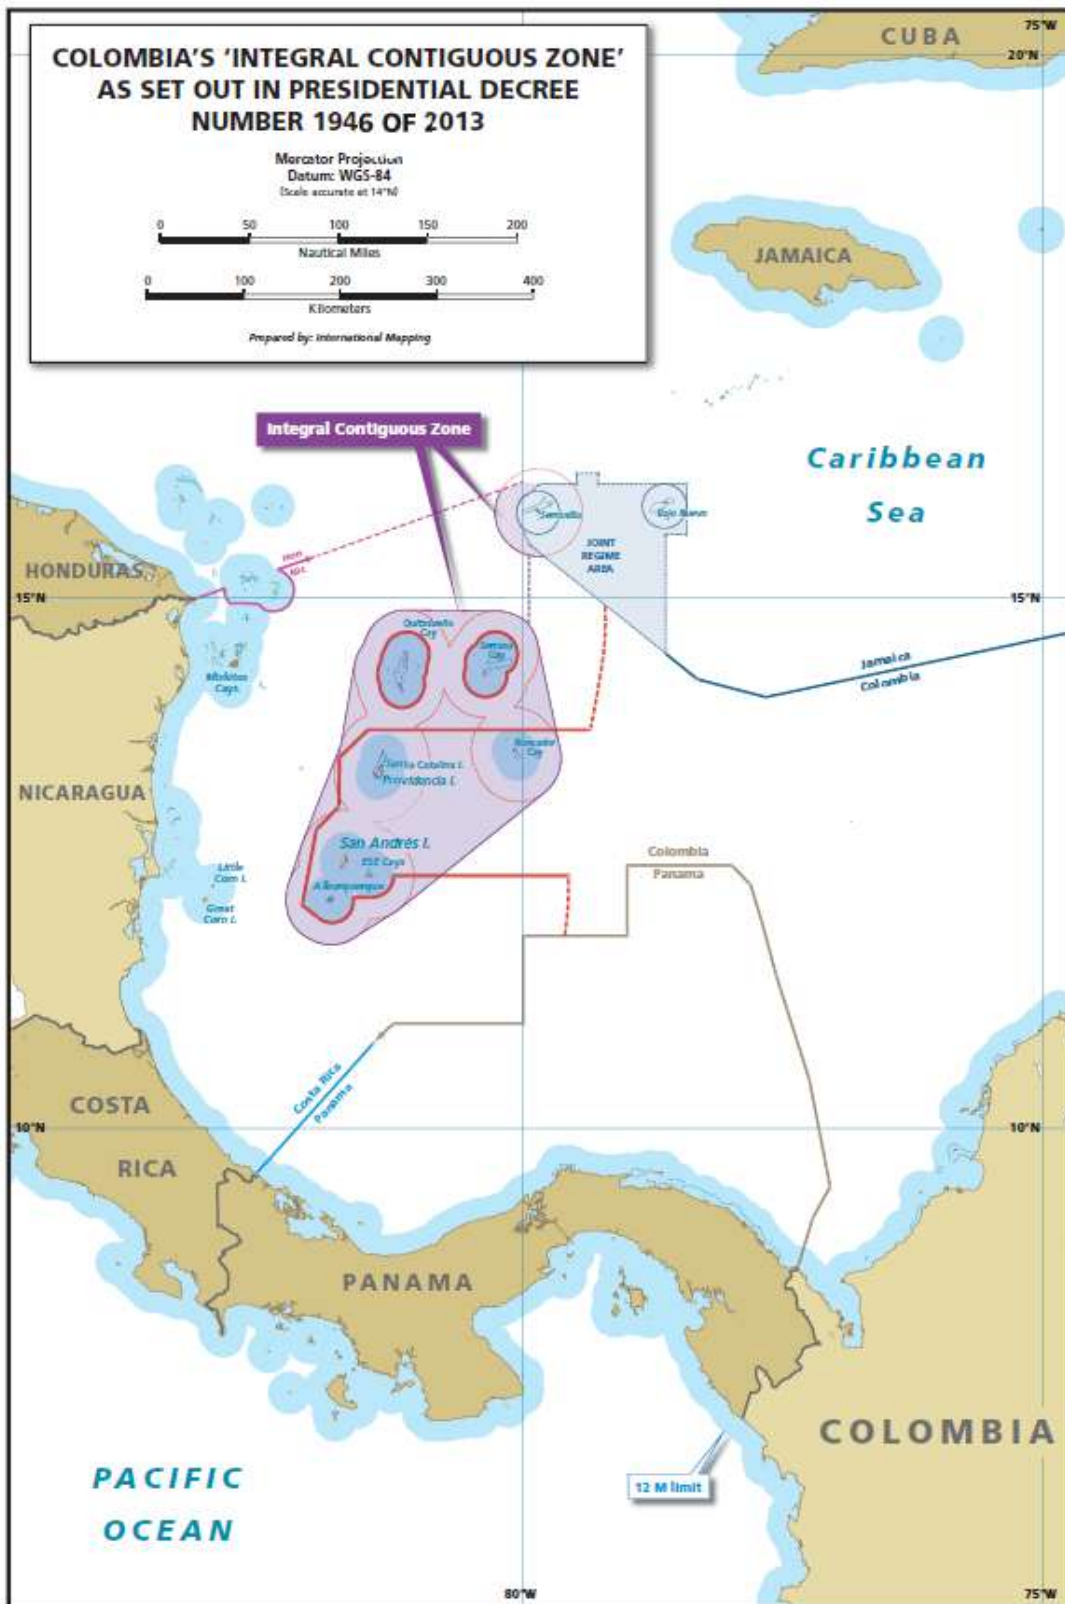 COLOMBIA'S 'INTEGRAL CONTIGUOUS ZONE'
AS SET OUT IN PRESIDENTIAL DECREE
NUMBER 1946 OF 2013
Mercator Projection
Datum: WGS-84
(Scale accurate at 14°N)
0 50 100 150 200
Nautical Miles
0 100 200 300 400
Kilometers
Prepared by: International Mapping
75°W
CUBA
20°N
JAMAICA
Integral Contiguous Zone
Caribbean
Sea
Serranilla
Bajo Nuevo
JOINT
REGIME
AREA
Hon.
Nic.
HONDURAS
15°N
15°N
Quitasueño
Cay
Serrana
Cay
Miskitos
Cays
Jamaica
Colombia
Roncador
Cay
Santa Catalina I.
Providencia I.
NICARAGUA
San Andrés I.
ESE Cays
Alburquerque
Little
Corn I.
Great
Corn I.
Colombia
Panama
Costa Rica
Panama
COSTA
RICA
10°N
10°N
PANAMA
COLOMBIA
12 M limit
PACIFIC
OCEAN
80°W
75°W